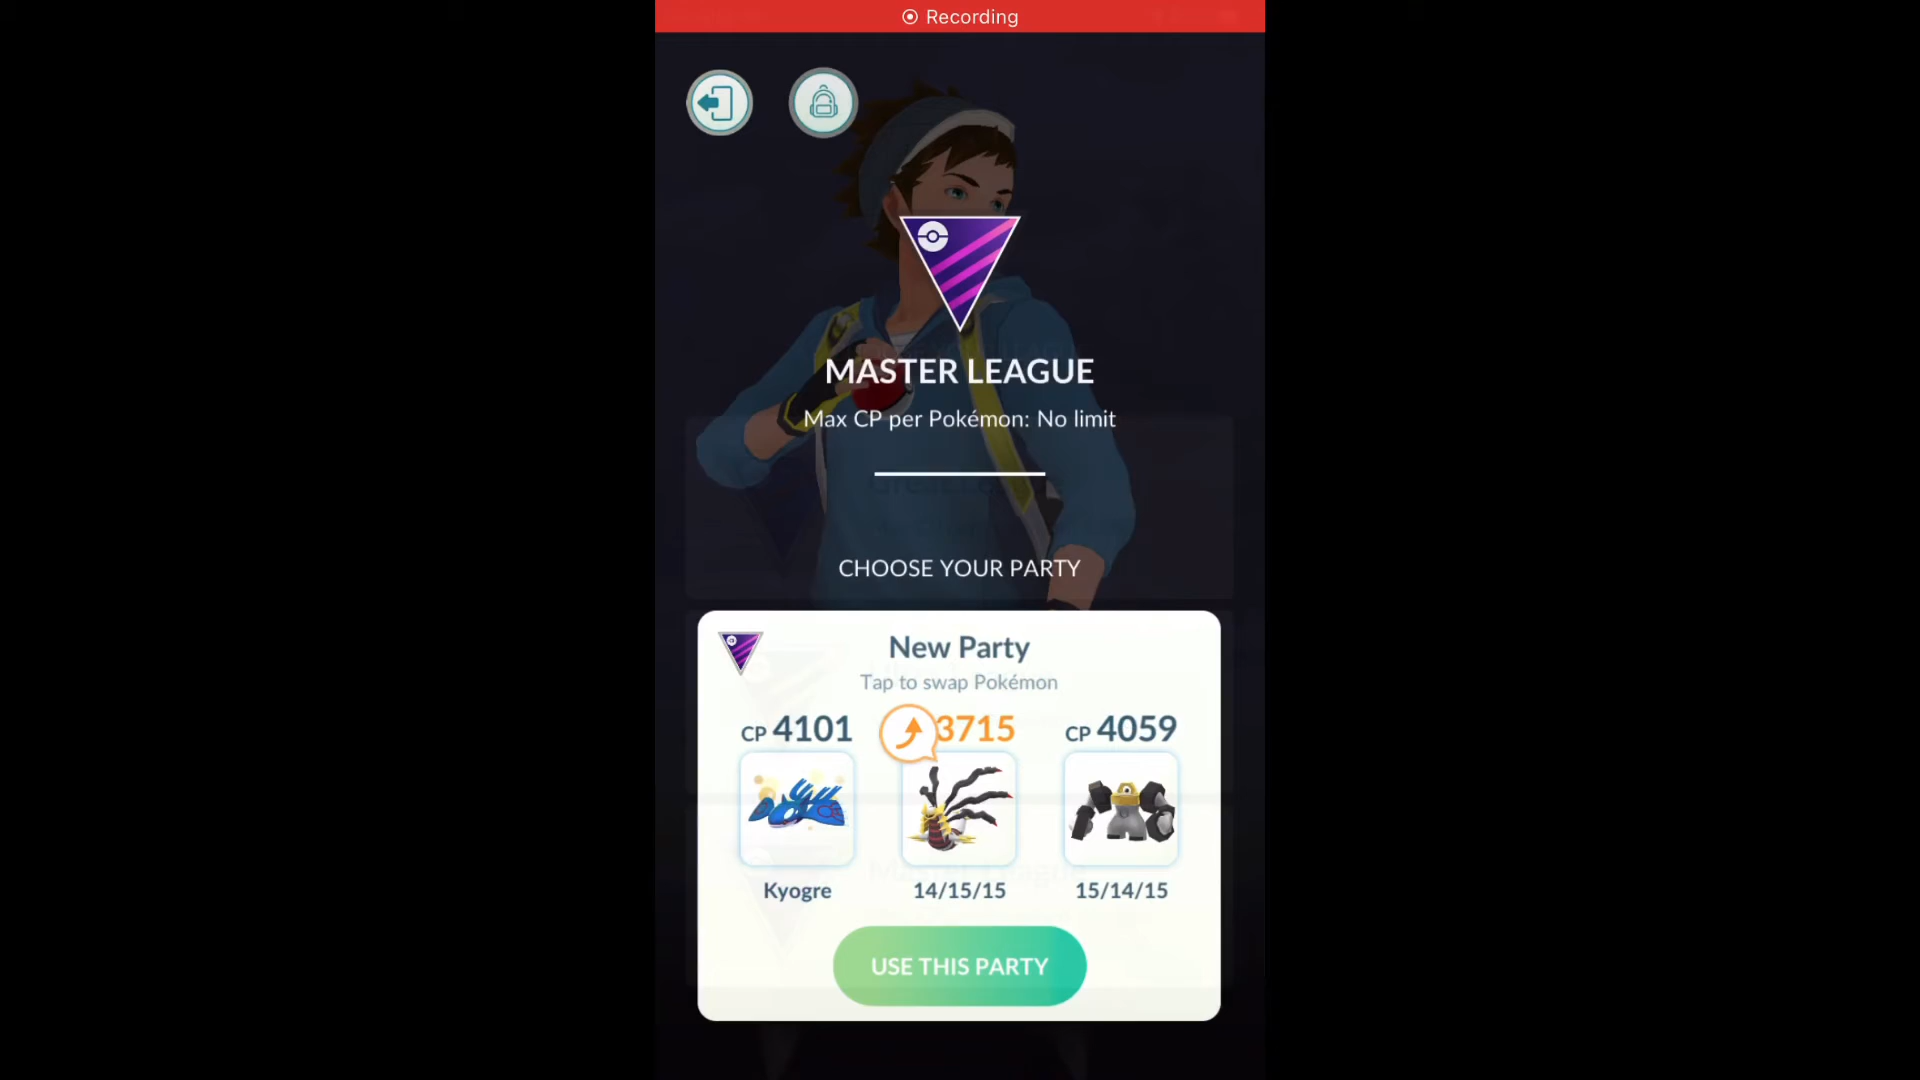 Recording
MASTER LEAGUE
Max CP per Pokémon: No limit
CHOOSE YOUR PARTY
New Party
Tap to swap Pokémon
CP 4101 3715 CP 4059
Kyogre 14/15/15 15/14/15
USE THIS PARTY